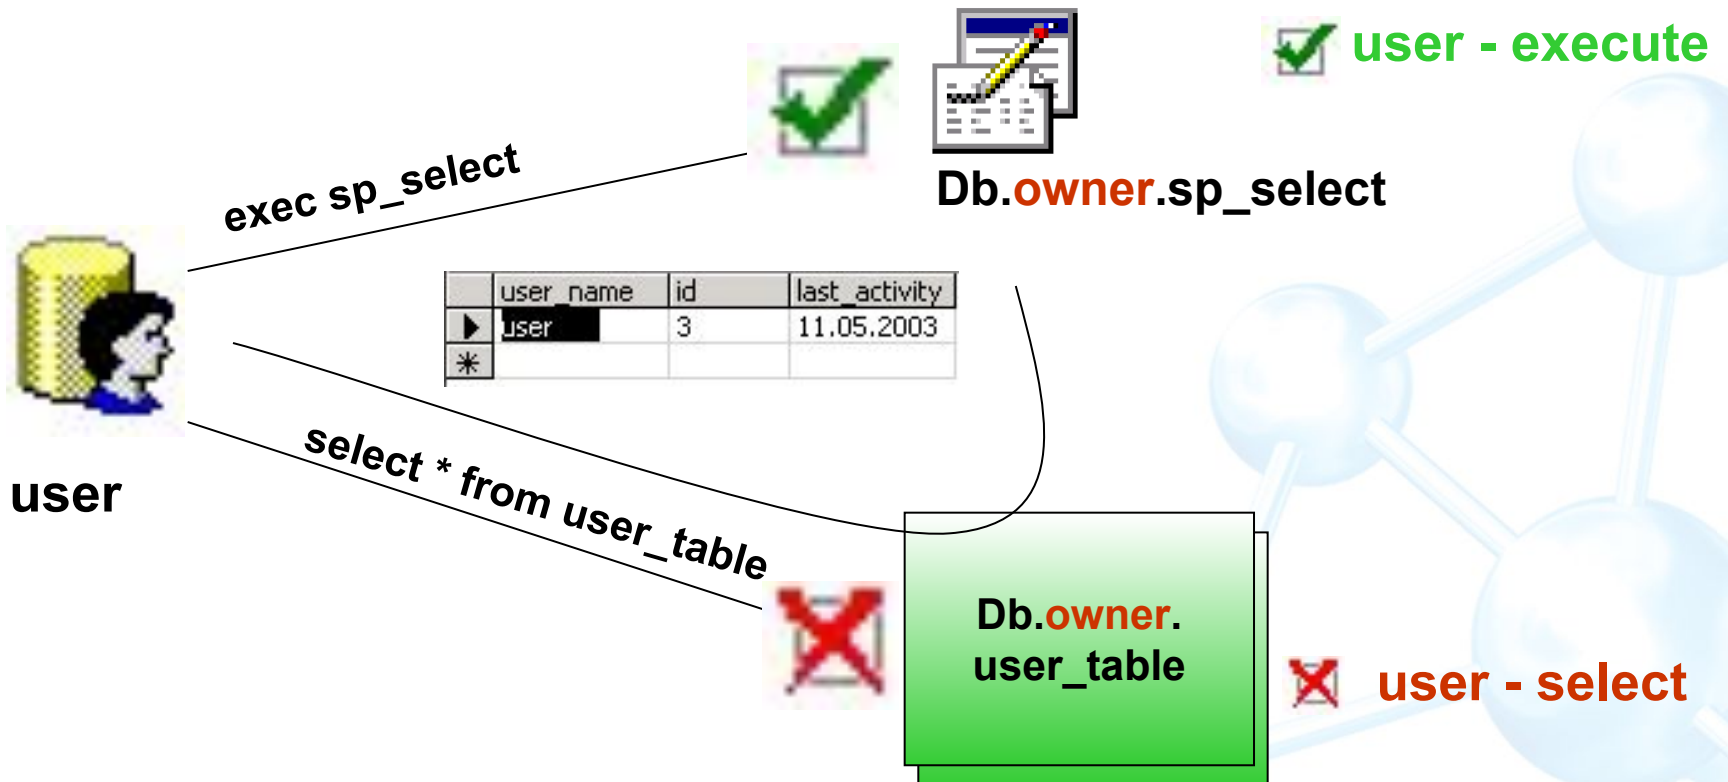 user - execute
exec sp_select
Db.owner.sp_select
user_name id last_activity
user 3 11.05.2003
user
select * from user_table
Db.owner.
user_table
user - select